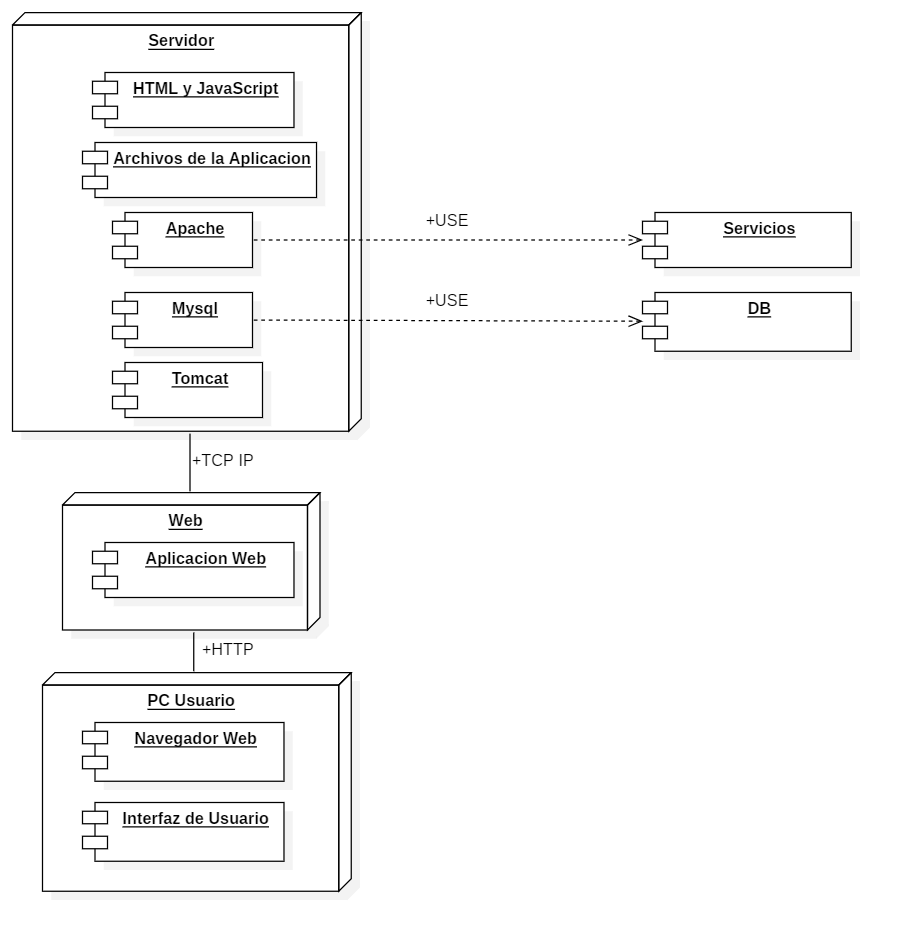 Servidor
HTML y JavaScript
Archivos de la Aplicacion
Apache
+USE
Servicios
Mysql
+USE
DB
Tomcat
+TCP IP
Web
Aplicacion Web
+HTTP
PC Usuario
Navegador Web
Interfaz de Usuario